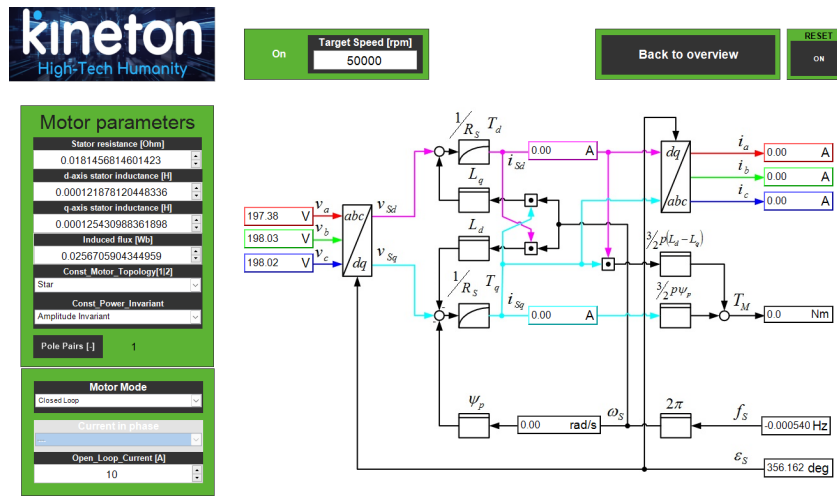 kineton
High-Tech Humanity
On
Target Speed [rpm]
50000
Back to overview
RESET
ON
Motor parameters
Stator resistance [Ohm]
0.0181456814601423
d-axis stator inductance [H]
0.000121878120448336
q-axis stator inductance [H]
0.000125430988361898
Induced flux [Wb]
0.0256705904344959
Const_Motor_Topology[1|2]
Star
Const_Power_Invariant
Amplitude Invariant
Pole Pairs [-] 1
Motor Mode
Closed Loop
Current in phase
Open_Loop_Current [A]
10
v_a
197.38 V
v_b
198.03 V
v_c
198.02 V
abc
dq
v_Sd
v_Sq
1/R_S T_d
i_Sd
0.00 A
L_q
L_d
1/R_S T_q
i_Sq
0.00 A
dq
abc
i_a
0.00 A
i_b
0.00 A
i_c
0.00 A
3/2 p(L_d-L_q)
3/2 pψ_p
T_M
0.0 Nm
ψ_p
0.00 rad/s
ω_S
2π
f_S
-0.000540 Hz
ε_S
356.162 deg